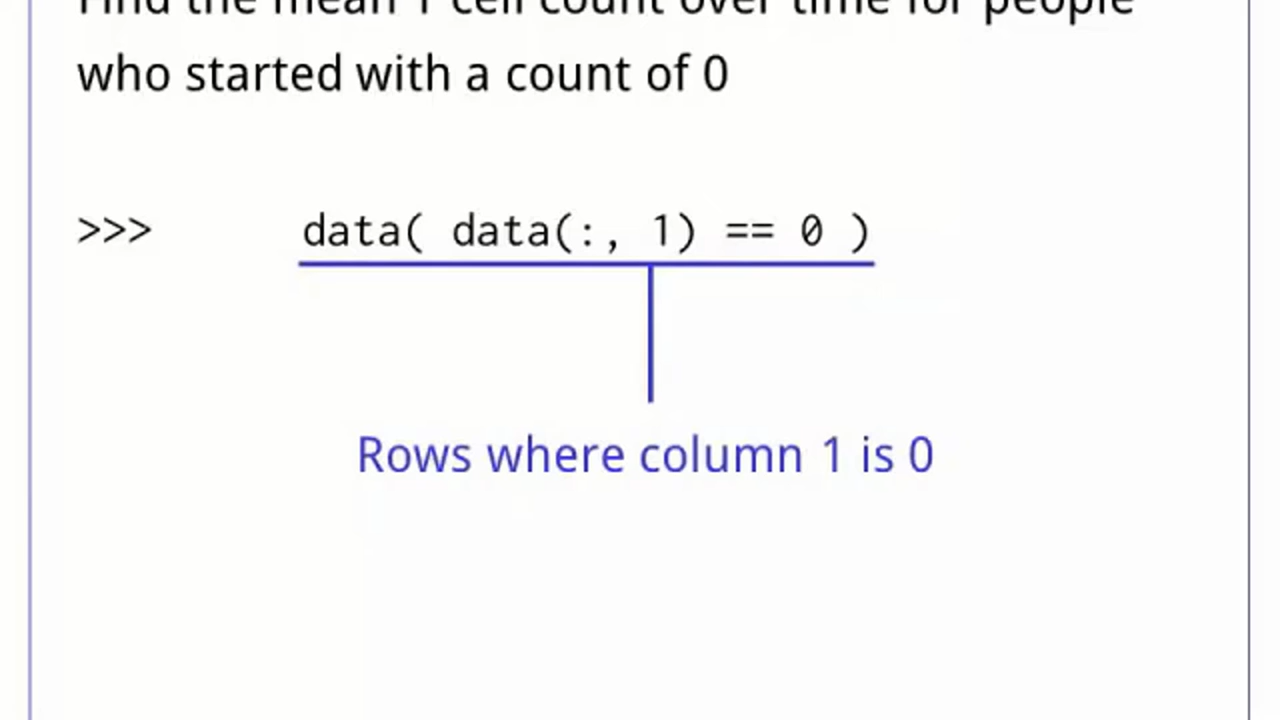 Find the mean T cell count over time for people
who started with a count of 0
>>> data( data(:, 1) == 0 )
Rows where column 1 is 0